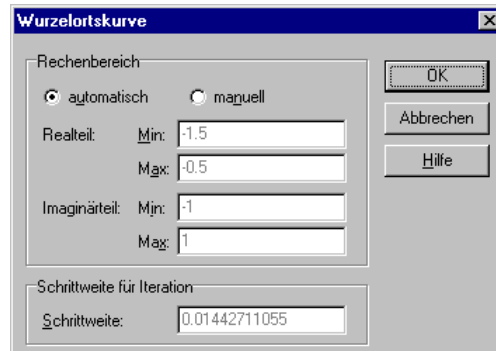 Wurzelortskurve
Rechenbereich
automatisch manuell
Realteil: Min: -1.5
Max: -0.5
Imaginärteil: Min: -1
Max: 1
Schrittweite für Iteration
Schrittweite: 0.01442711055
OK
Abbrechen
Hilfe